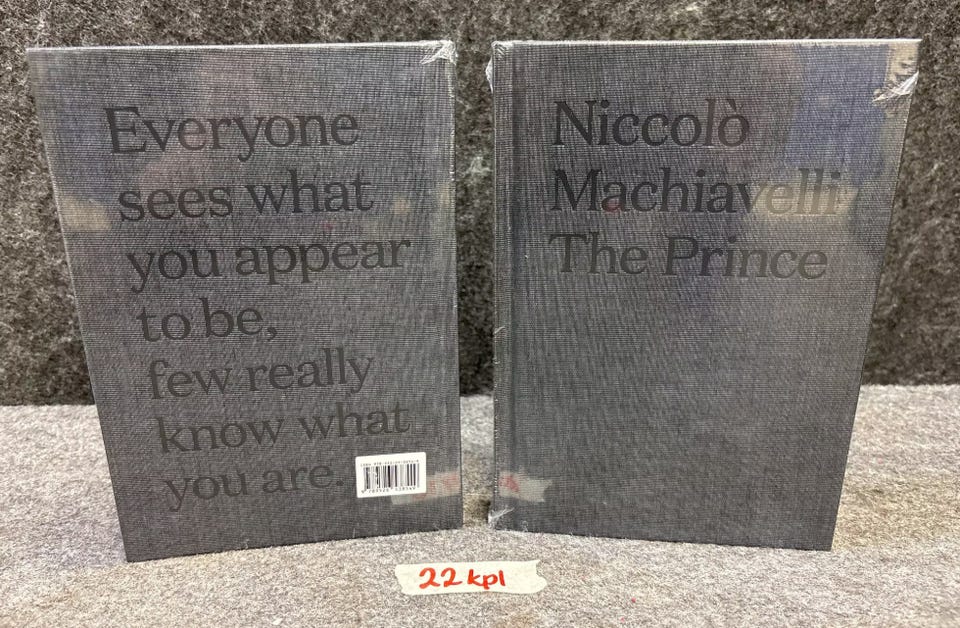 Everyone
sees what
you appear
to be,
few really
know what
you are.
Niccolò
Machiavelli
The Prince
22 kpl